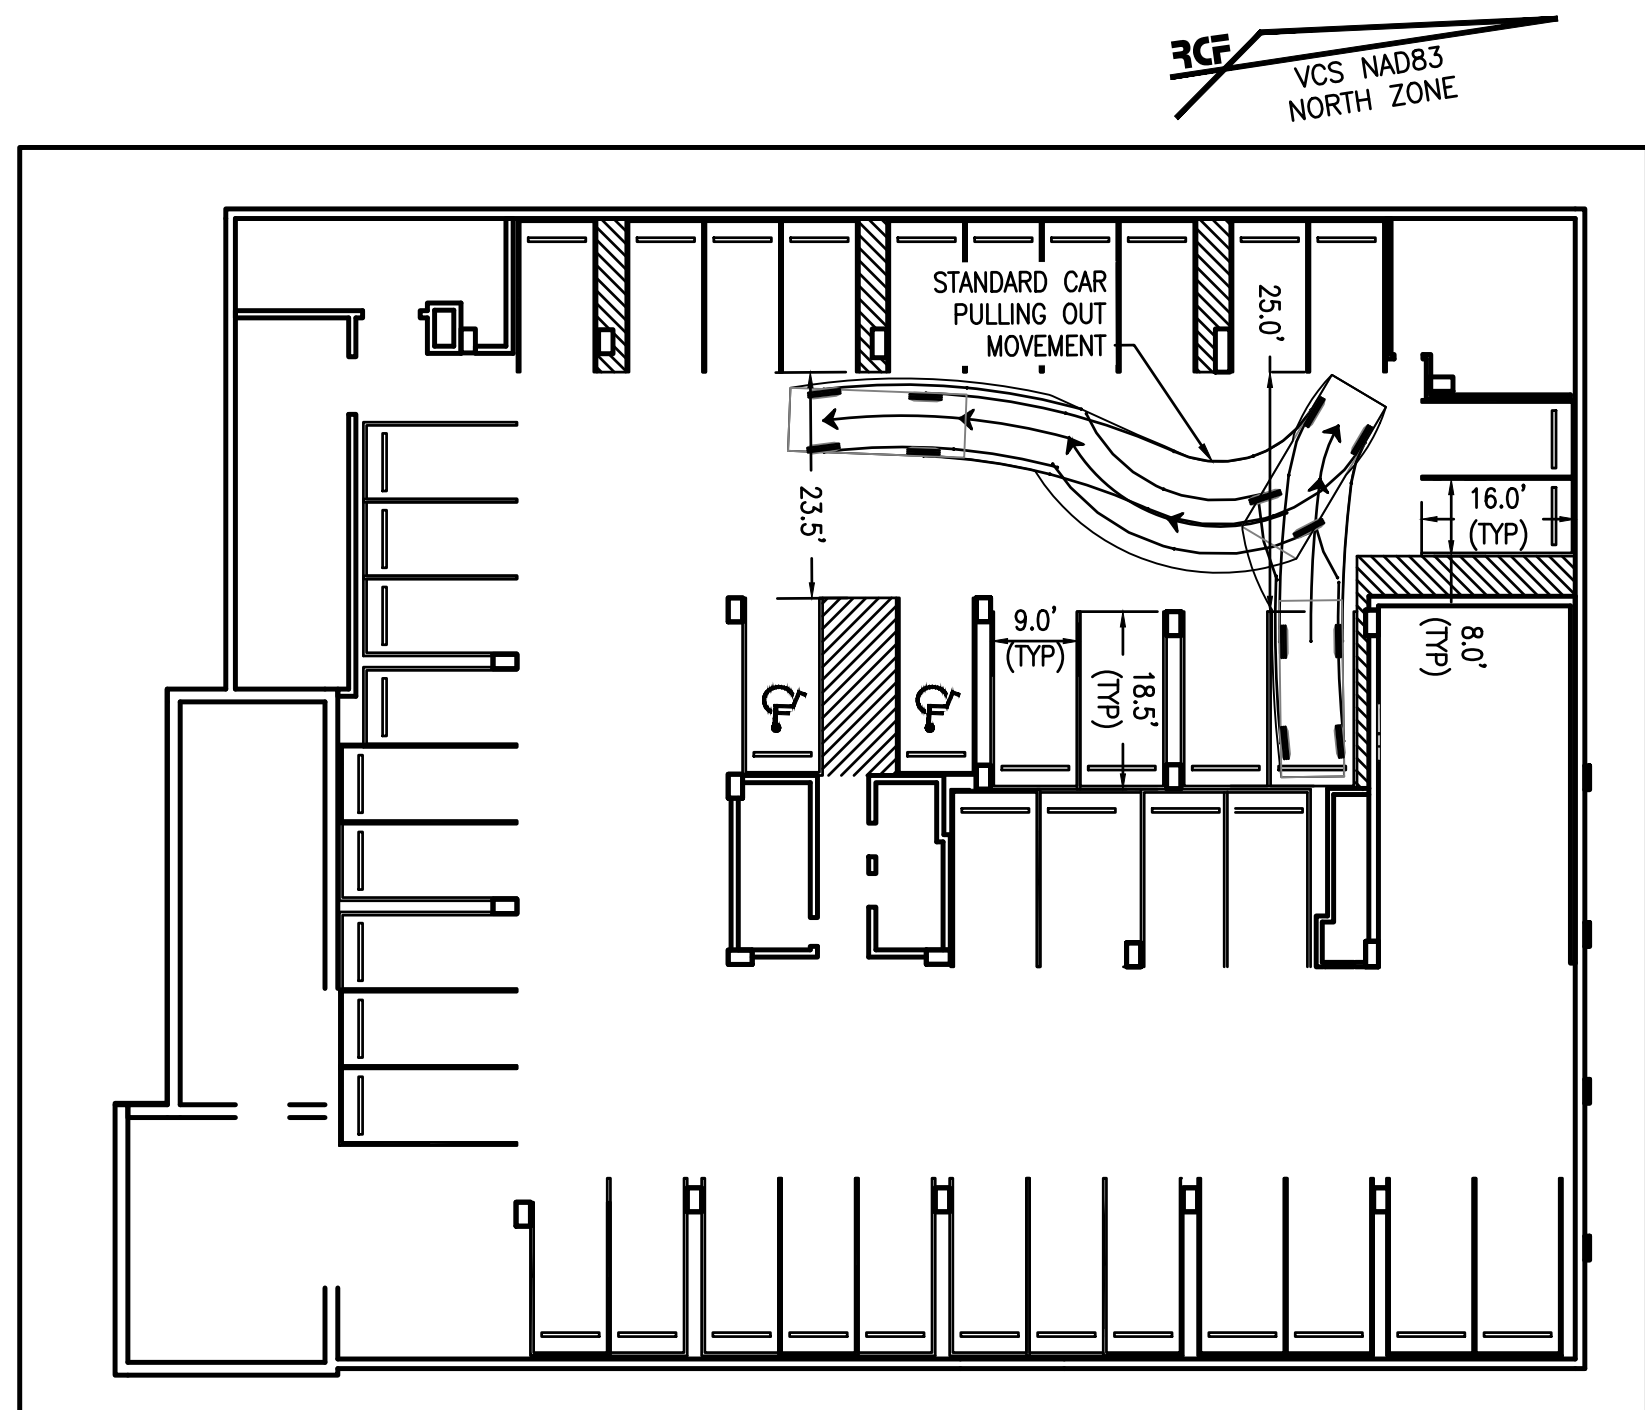 RCF
VCS NAD83
NORTH ZONE
STANDARD CAR
PULLING OUT
MOVEMENT
25.0'
23.5'
16.0'
(TYP)
9.0'
(TYP)
18.5'
(TYP)
8.0'
(TYP)